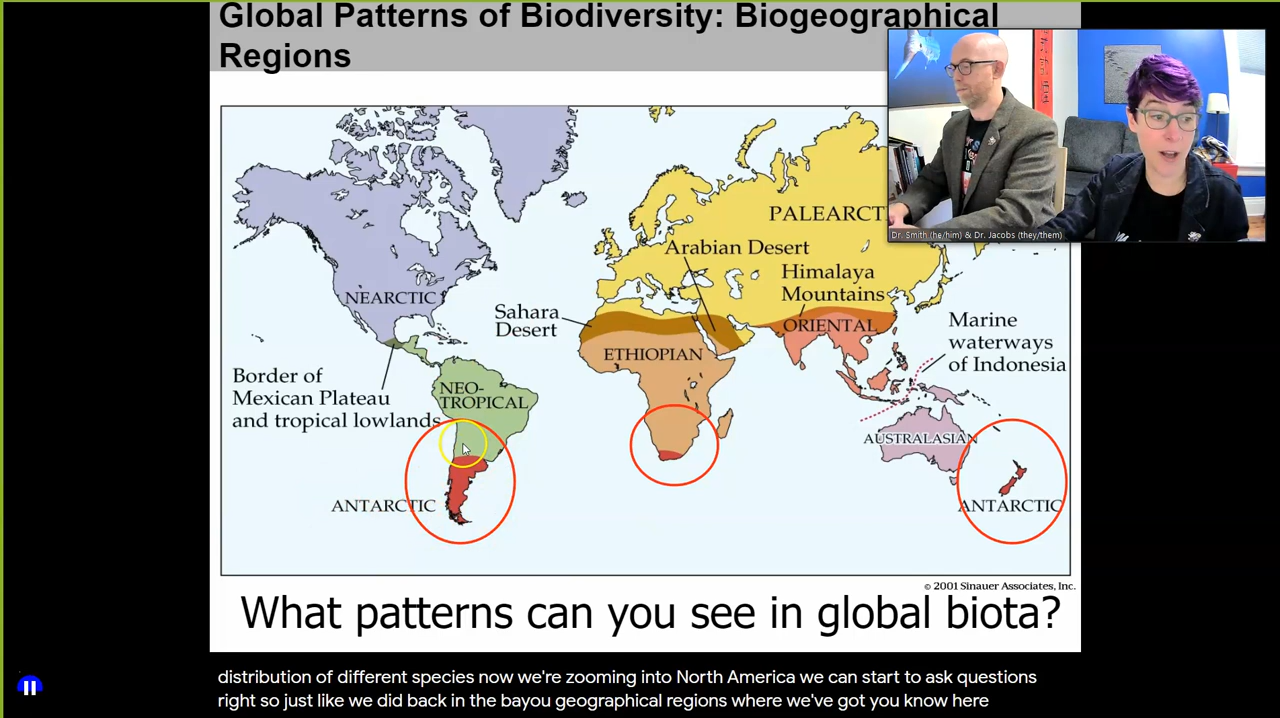 Global Patterns of Biodiversity: Biogeographical
Regions
Dr. Smith (he/him) & Dr. Jacobs (they/them)
PALEARCT
Arabian Desert
Himalaya
Mountains
NEARCTIC
Sahara
Desert
ORIENTAL
Marine
waterways
of Indonesia
ETHIOPIAN
Border of
Mexican Plateau
and tropical lowlands
NEO-
TROPICAL
AUSTRALASIAN
ANTARCTIC
ANTARCTIC
© 2001 Sinauer Associates, Inc.
What patterns can you see in global biota?
distribution of different species now we're zooming into North America we can start to ask questions
right so just like we did back in the bayou geographical regions where we've got you know here